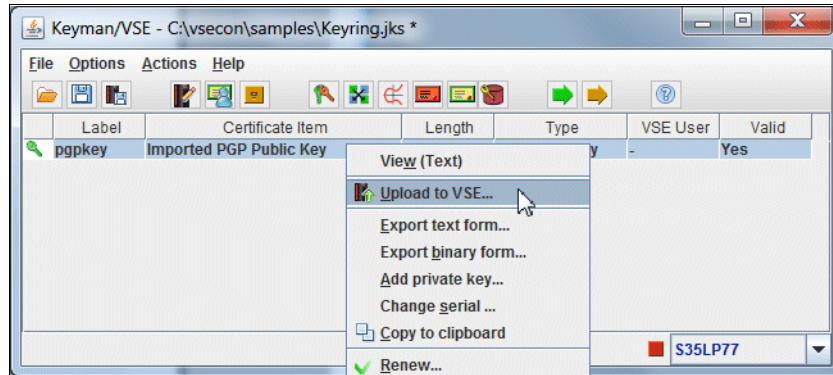 Keyman/VSE - C:\vsecon\samples\Keyring.jks *
File Options Actions Help
Label Certificate Item Length Type VSE User Valid
pgpkey Imported PGP Public Key y - Yes
View (Text)
Upload to VSE...
Export text form...
Export binary form...
Add private key...
Change serial ...
Copy to clipboard
S35LP77
Renew...